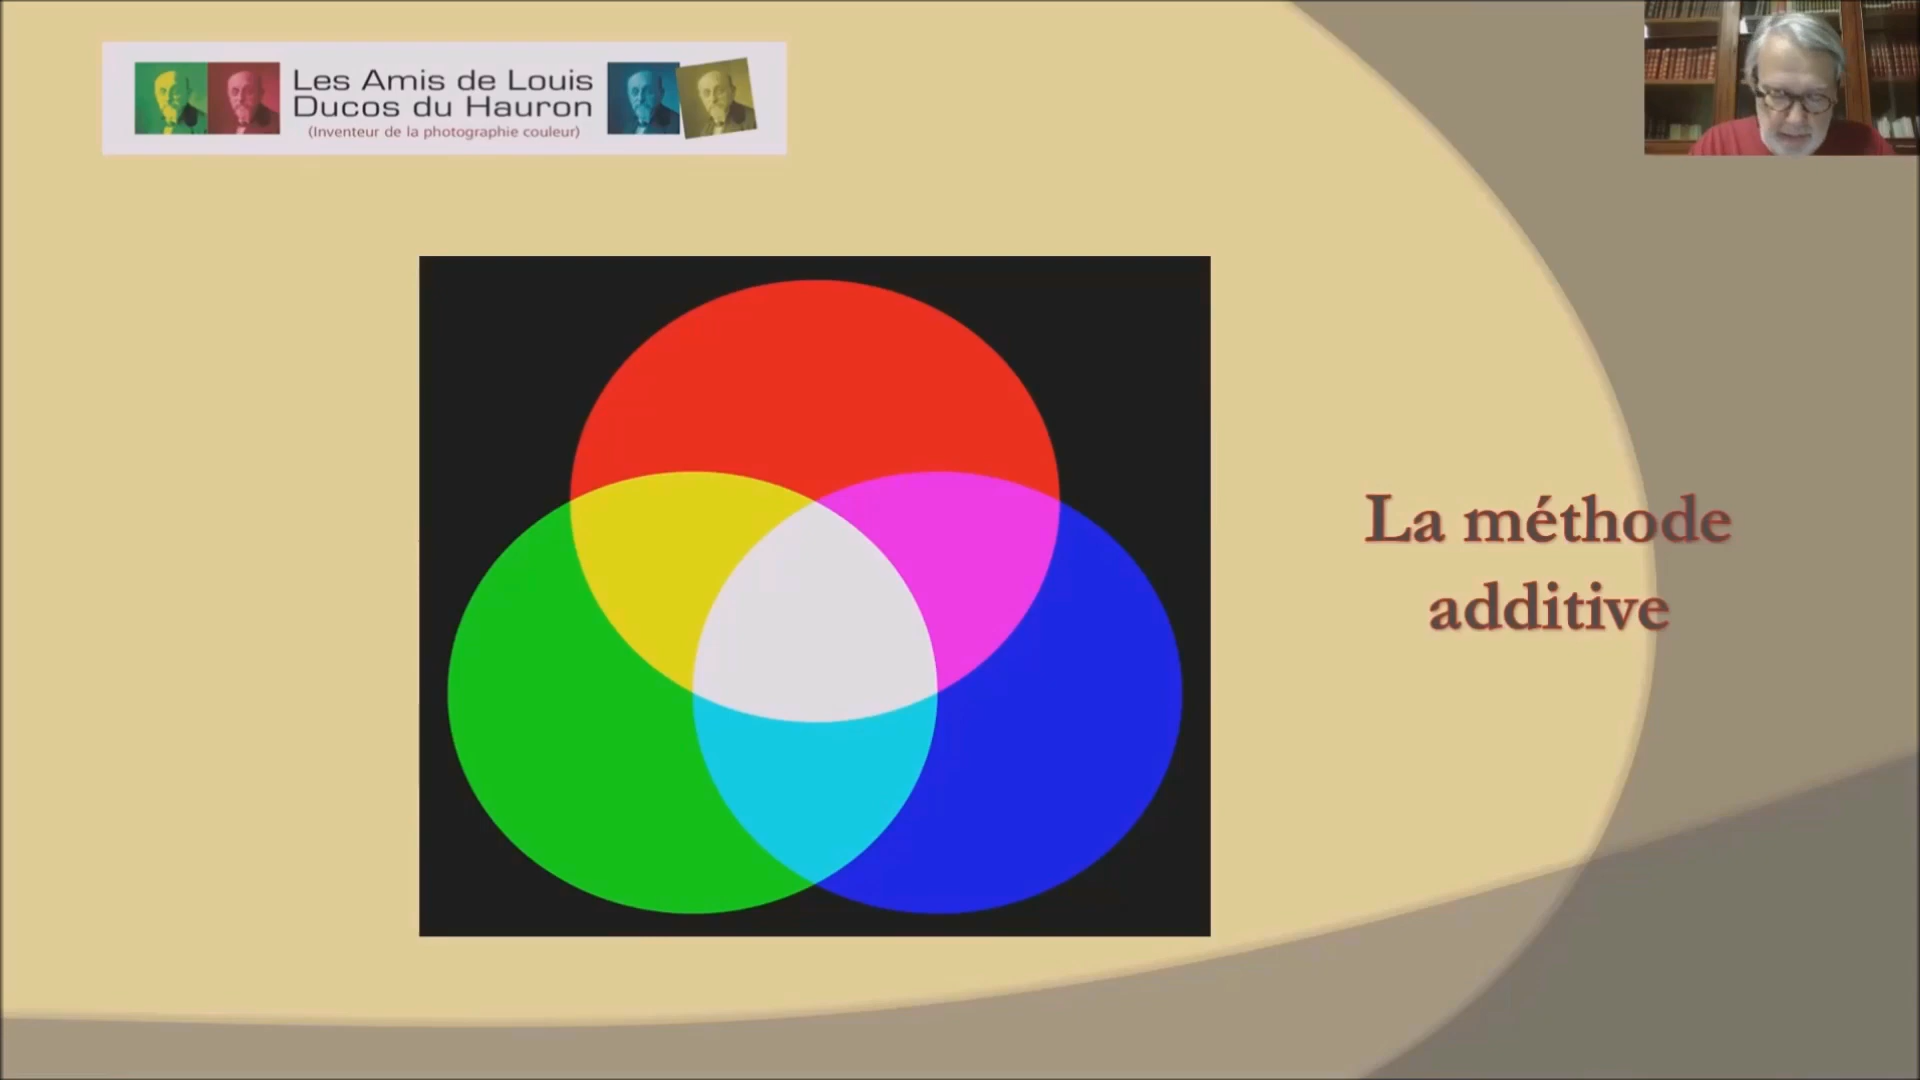 Les Amis de Louis
Ducos du Hauron
(Inventeur de la photographie couleur)
La méthode
additive